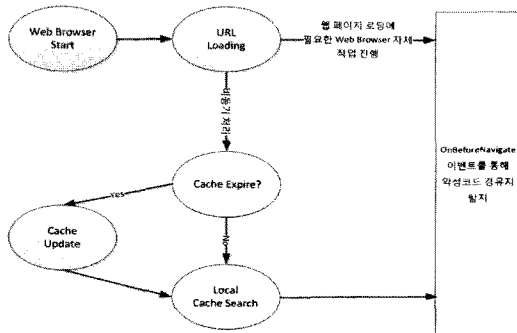 Web Browser
Start
URL
Loading
웹 페이지 로딩에
필요한 Web Browser 자체
작업 진행
비동기 처리
OnBeforeNavigate
이벤트를 통해
악성코드 경유지
탐지
Cache Expire?
Yes
No
Cache
Update
Local
Cache Search